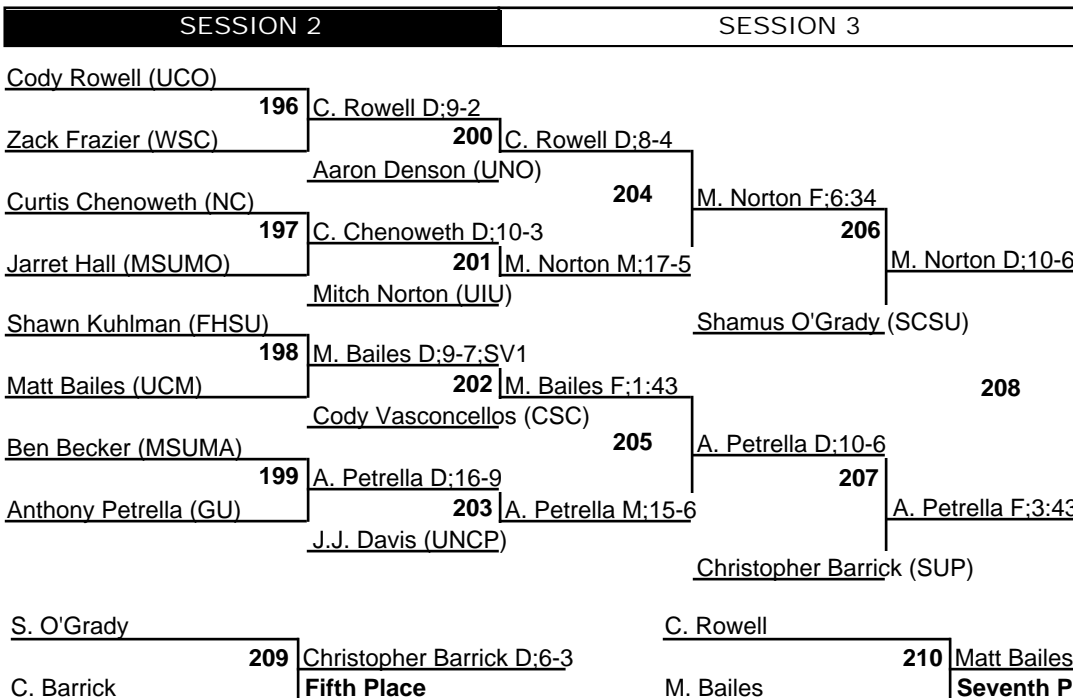 SESSION 2 SESSION 3
Cody Rowell (UCO)
196 C. Rowell D;9-2
Zack Frazier (WSC) 200 C. Rowell D;8-4
Aaron Denson (UNO)
Curtis Chenoweth (NC) 204 M. Norton F;6:34
197 C. Chenoweth D;10-3 206
Jarret Hall (MSUMO) 201 M. Norton M;17-5 M. Norton D;10-6
Mitch Norton (UIU)
Shawn Kuhlman (FHSU) Shamus O'Grady (SCSU)
198 M. Bailes D;9-7;SV1
Matt Bailes (UCM) 202 M. Bailes F;1:43 208
Cody Vasconcellos (CSC)
Ben Becker (MSUMA) 205 A. Petrella D;10-6
199 A. Petrella D;16-9 207
Anthony Petrella (GU) 203 A. Petrella M;15-6 A. Petrella F;3:43
J.J. Davis (UNCP)
Christopher Barrick (SUP)
S. O'Grady C. Rowell
209 Christopher Barrick D;6-3 210 Matt Bailes
C. Barrick Fifth Place M. Bailes Seventh P